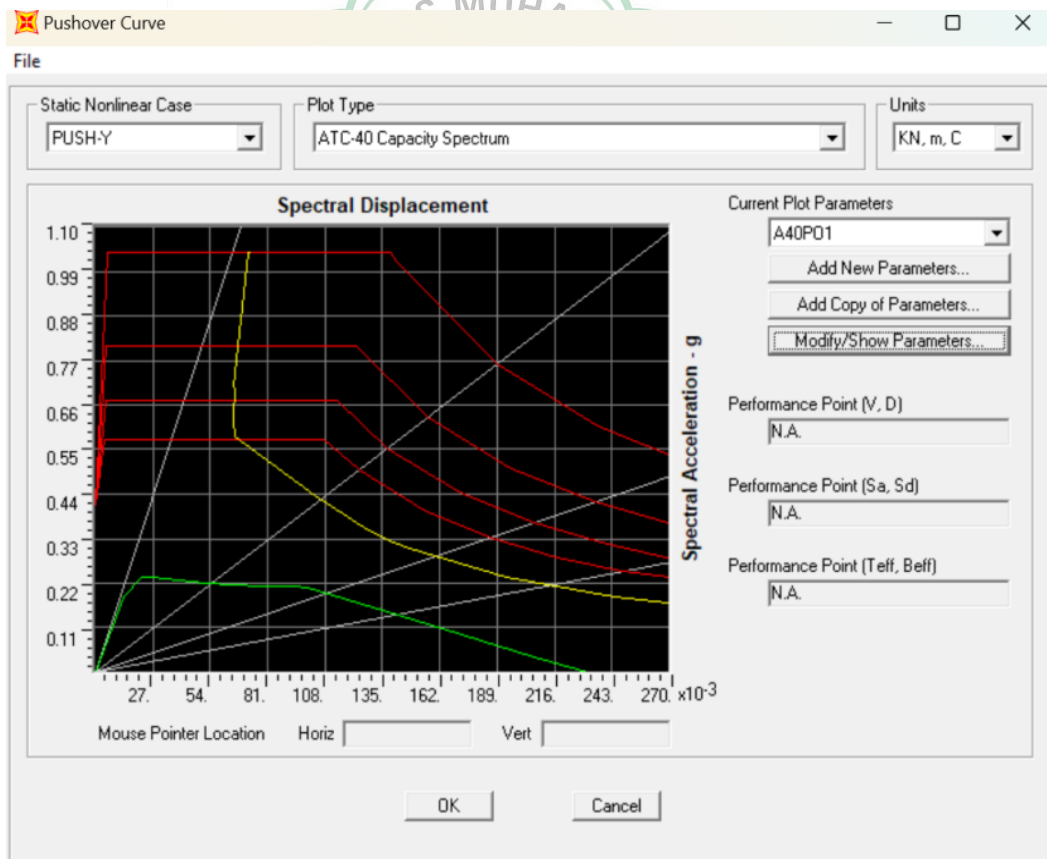 S MUHA
Pushover Curve
File
Static Nonlinear Case
PUSH-Y
Plot Type
ATC-40 Capacity Spectrum
Units
KN, m, C
Spectral Displacement
1.10
0.99
0.88
0.77
0.66
0.55
0.44
0.33
0.22
0.11
27. 54. 81. 108. 135. 162. 189. 216. 243. 270. x10-3
Spectral Acceleration - g
Mouse Pointer Location Horiz Vert
Current Plot Parameters
A40PO1
Add New Parameters...
Add Copy of Parameters...
Modify/Show Parameters...
Performance Point (V, D)
N.A.
Performance Point (Sa, Sd)
N.A.
Performance Point (Teff, Beff)
N.A.
OK Cancel